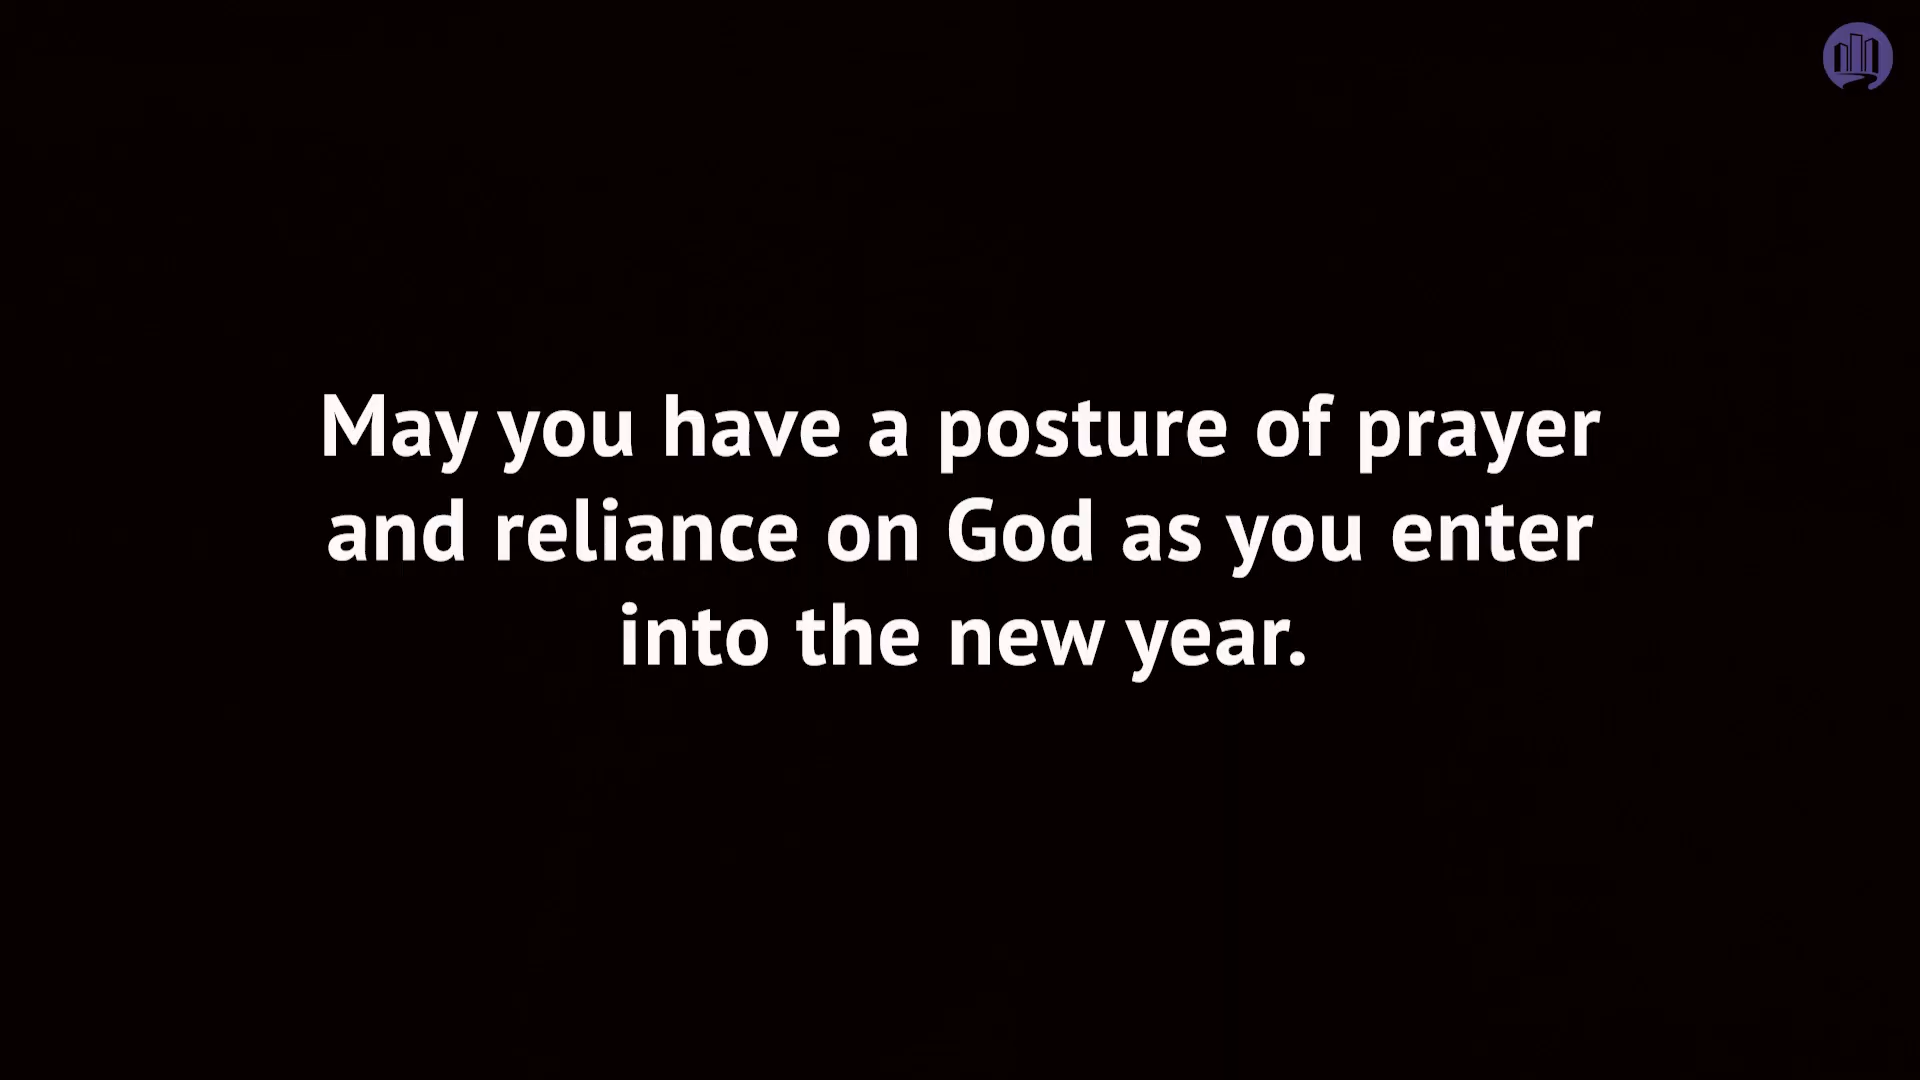 May you have a posture of prayer
and reliance on God as you enter
into the new year.